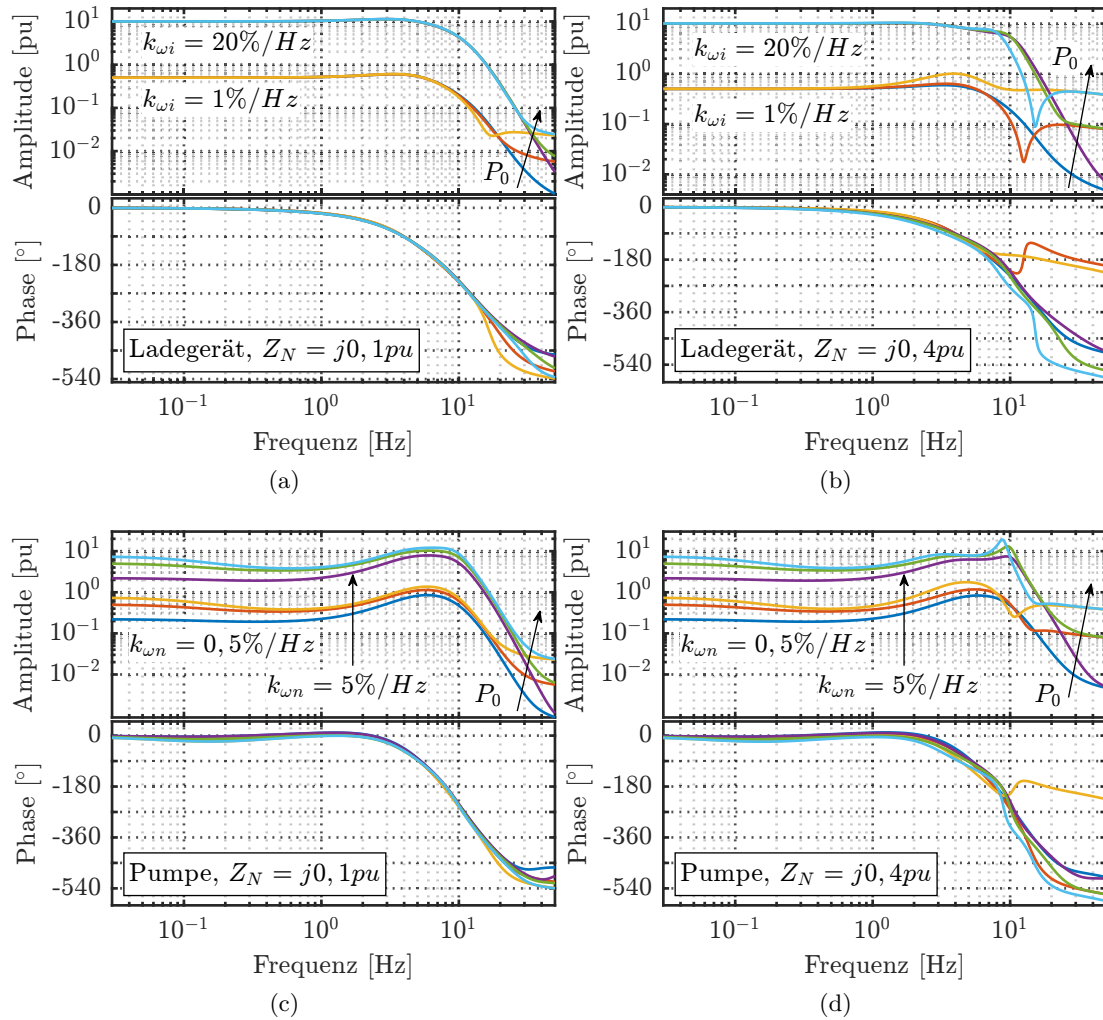 Amplitude [pu]
10^1
10^0
10^-1
10^-2
k_ωi = 20%/Hz
k_ωi = 1%/Hz
P_0
Phase [°]
0
-180
-360
-540
Ladegerät, Z_N = j0, 1pu
10^-1
10^0
10^1
Frequenz [Hz]
(a)
Amplitude [pu]
10^1
10^0
10^-1
10^-2
k_ωi = 20%/Hz
k_ωi = 1%/Hz
P_0
Phase [°]
0
-180
-360
-540
Ladegerät, Z_N = j0, 4pu
10^-1
10^0
10^1
Frequenz [Hz]
(b)
Amplitude [pu]
10^1
10^0
10^-1
10^-2
k_ωn = 0, 5%/Hz
k_ωn = 5%/Hz
P_0
Phase [°]
0
-180
-360
-540
Pumpe, Z_N = j0, 1pu
10^-1
10^0
10^1
Frequenz [Hz]
(c)
Amplitude [pu]
10^1
10^0
10^-1
10^-2
k_ωn = 0, 5%/Hz
k_ωn = 5%/Hz
P_0
Phase [°]
0
-180
-360
-540
Pumpe, Z_N = j0, 4pu
10^-1
10^0
10^1
Frequenz [Hz]
(d)